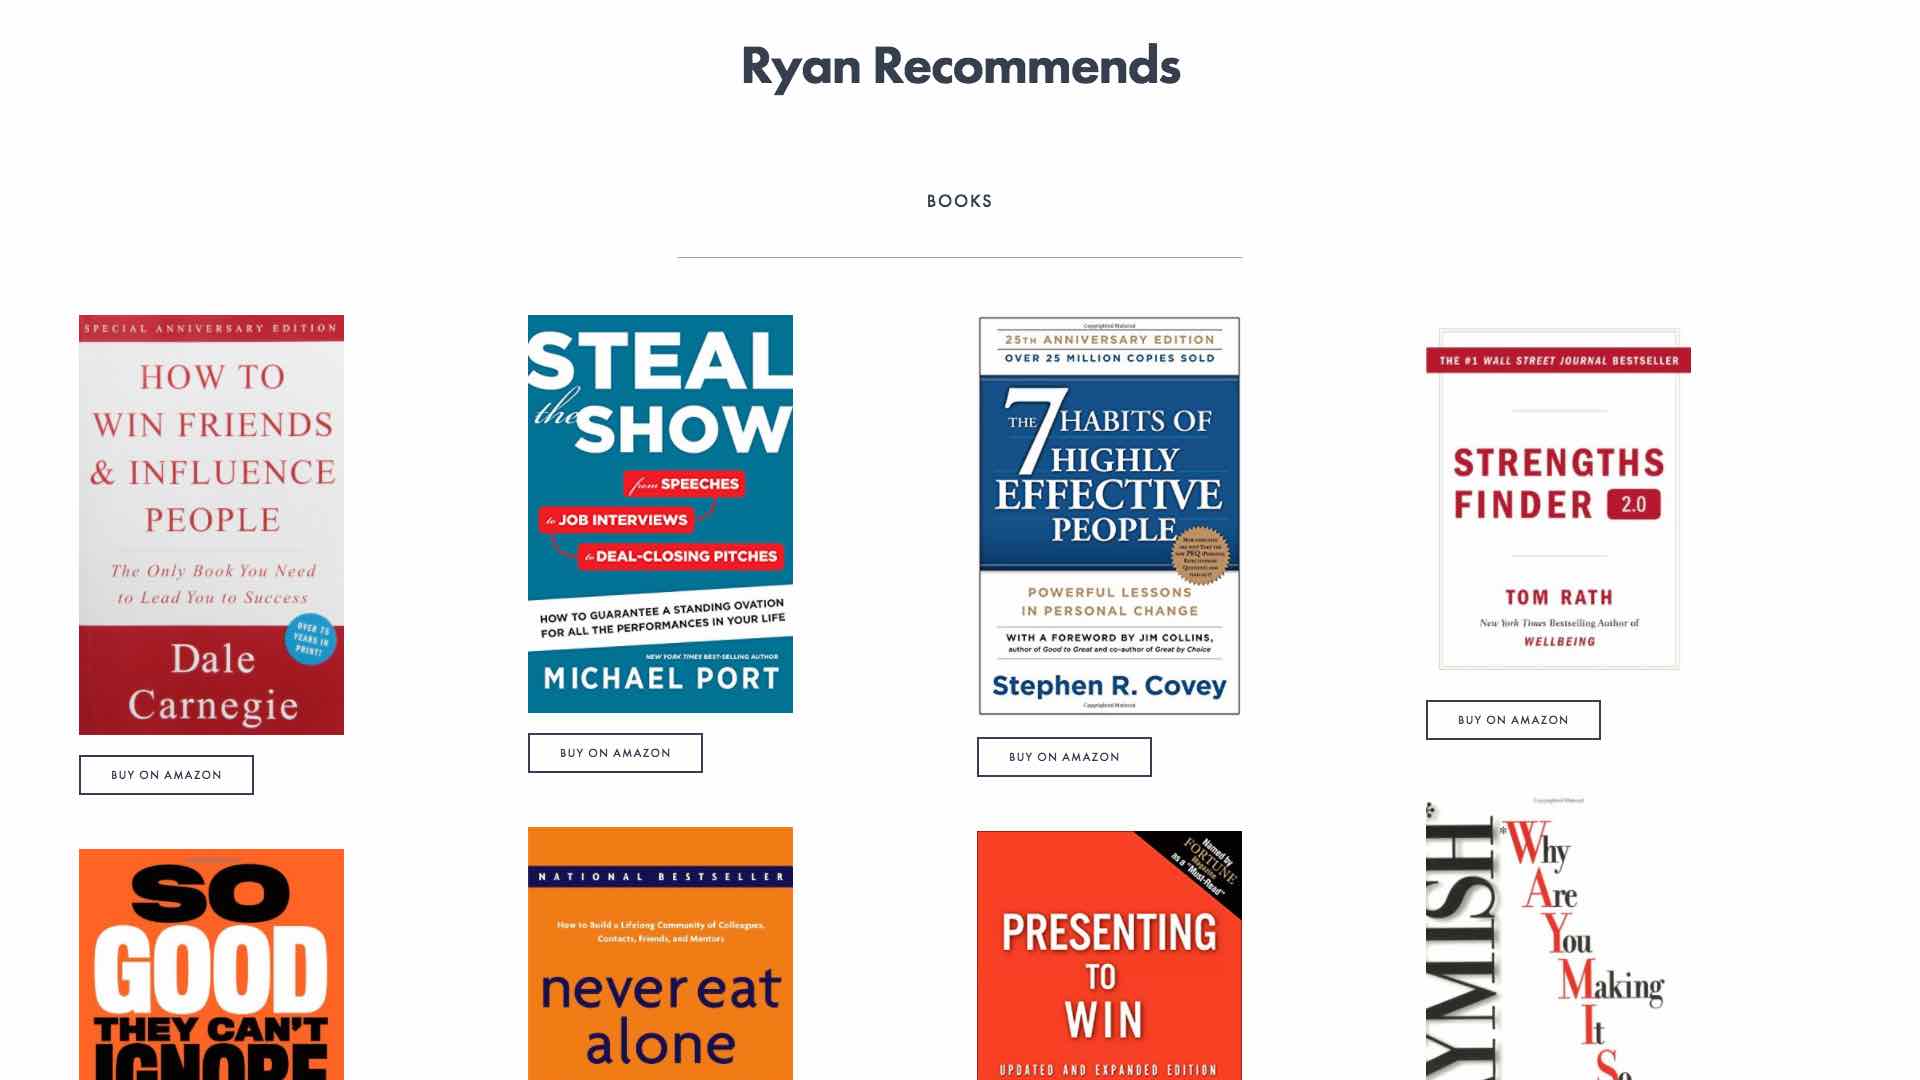 Ryan Recommends
BOOKS
SPECIAL ANNIVERSARY EDITION
HOW TO
WIN FRIENDS
& INFLUENCE
PEOPLE
The Only Book You Need
to Lead You to Success
OVER 75
YEARS IN
PRINT!
Dale
Carnegie
BUY ON AMAZON
STEAL
the SHOW
from SPEECHES
to JOB INTERVIEWS
to DEAL-CLOSING PITCHES
HOW TO GUARANTEE A STANDING OVATION
FOR ALL THE PERFORMANCES IN YOUR LIFE
NEW YORK TIMES BEST-SELLING AUTHOR
MICHAEL PORT
BUY ON AMAZON
Copyrighted Material
25TH ANNIVERSARY EDITION
OVER 25 MILLION COPIES SOLD
THE 7 HABITS OF
HIGHLY
EFFECTIVE
PEOPLE
POWERFUL LESSONS
IN PERSONAL CHANGE
WITH A FOREWORD BY JIM COLLINS,
author of Good to Great and co-author of Great by Choice
Stephen R. Covey
Copyrighted Material
BUY ON AMAZON
THE #1 WALL STREET JOURNAL BESTSELLER
STRENGTHS
FINDER 2.0
TOM RATH
New York Times Bestselling Author of
WELLBEING
BUY ON AMAZON
SO
GOOD
THEY CAN'T
IGNORE
NATIONAL BESTSELLER
How to Build a Lifelong Community of Colleagues,
Contacts, Friends, and Mentors
never eat
alone
Named by
FORTUNE
Magazine
as a "Must-Read"
PRESENTING
TO
WIN
UPDATED AND EXPANDED EDITION
Copyrighted Material
YMISH*
*Why
Are
You
Making
It
So